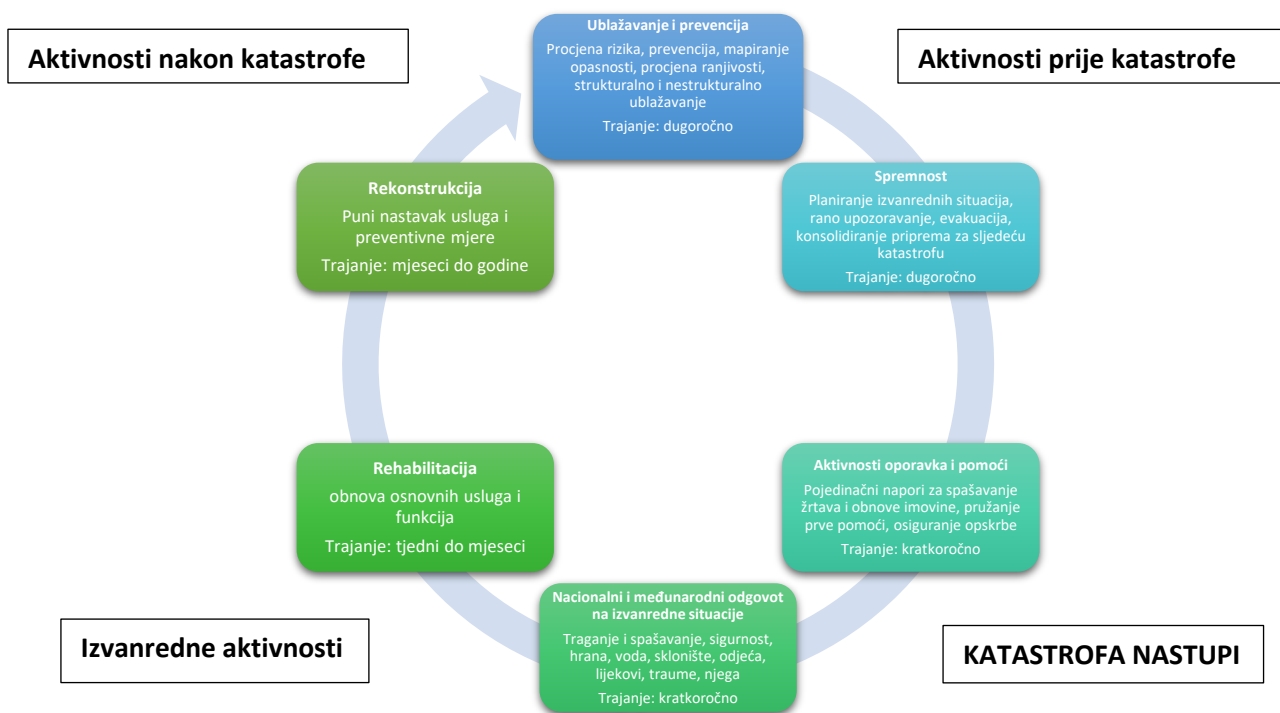 Aktivnosti nakon katastrofe
Ublažavanje i prevencija
Procjena rizika, prevencija, mapiranje
opasnosti, procjena ranjivosti,
strukturalno i nestrukturalno
ublažavanje
Trajanje: dugoročno
Aktivnosti prije katastrofe
Spremnost
Planiranje izvanrednih situacija,
rano upozoravanje, evakuacija,
konsolidiranje priprema za sljedeću
katastrofu
Trajanje: dugoročno
Aktivnosti oporavka i pomoći
Pojedinačni napori za spašavanje
žrtava i obnove imovine, pružanje
prve pomoći, osiguranje opskrbe
Trajanje: kratkoročno
KATASTROFA NASTUPI
Nacionalni i međunarodni odgovot
na izvanredne situacije
Traganje i spašavanje, sigurnost,
hrana, voda, sklonište, odjeća,
lijekovi, traume, njega
Trajanje: kratkoročno
Izvanredne aktivnosti
Rehabilitacija
obnova osnovnih usluga i
funkcija
Trajanje: tjedni do mjeseci
Rekonstrukcija
Puni nastavak usluga i
preventivne mjere
Trajanje: mjeseci do godine